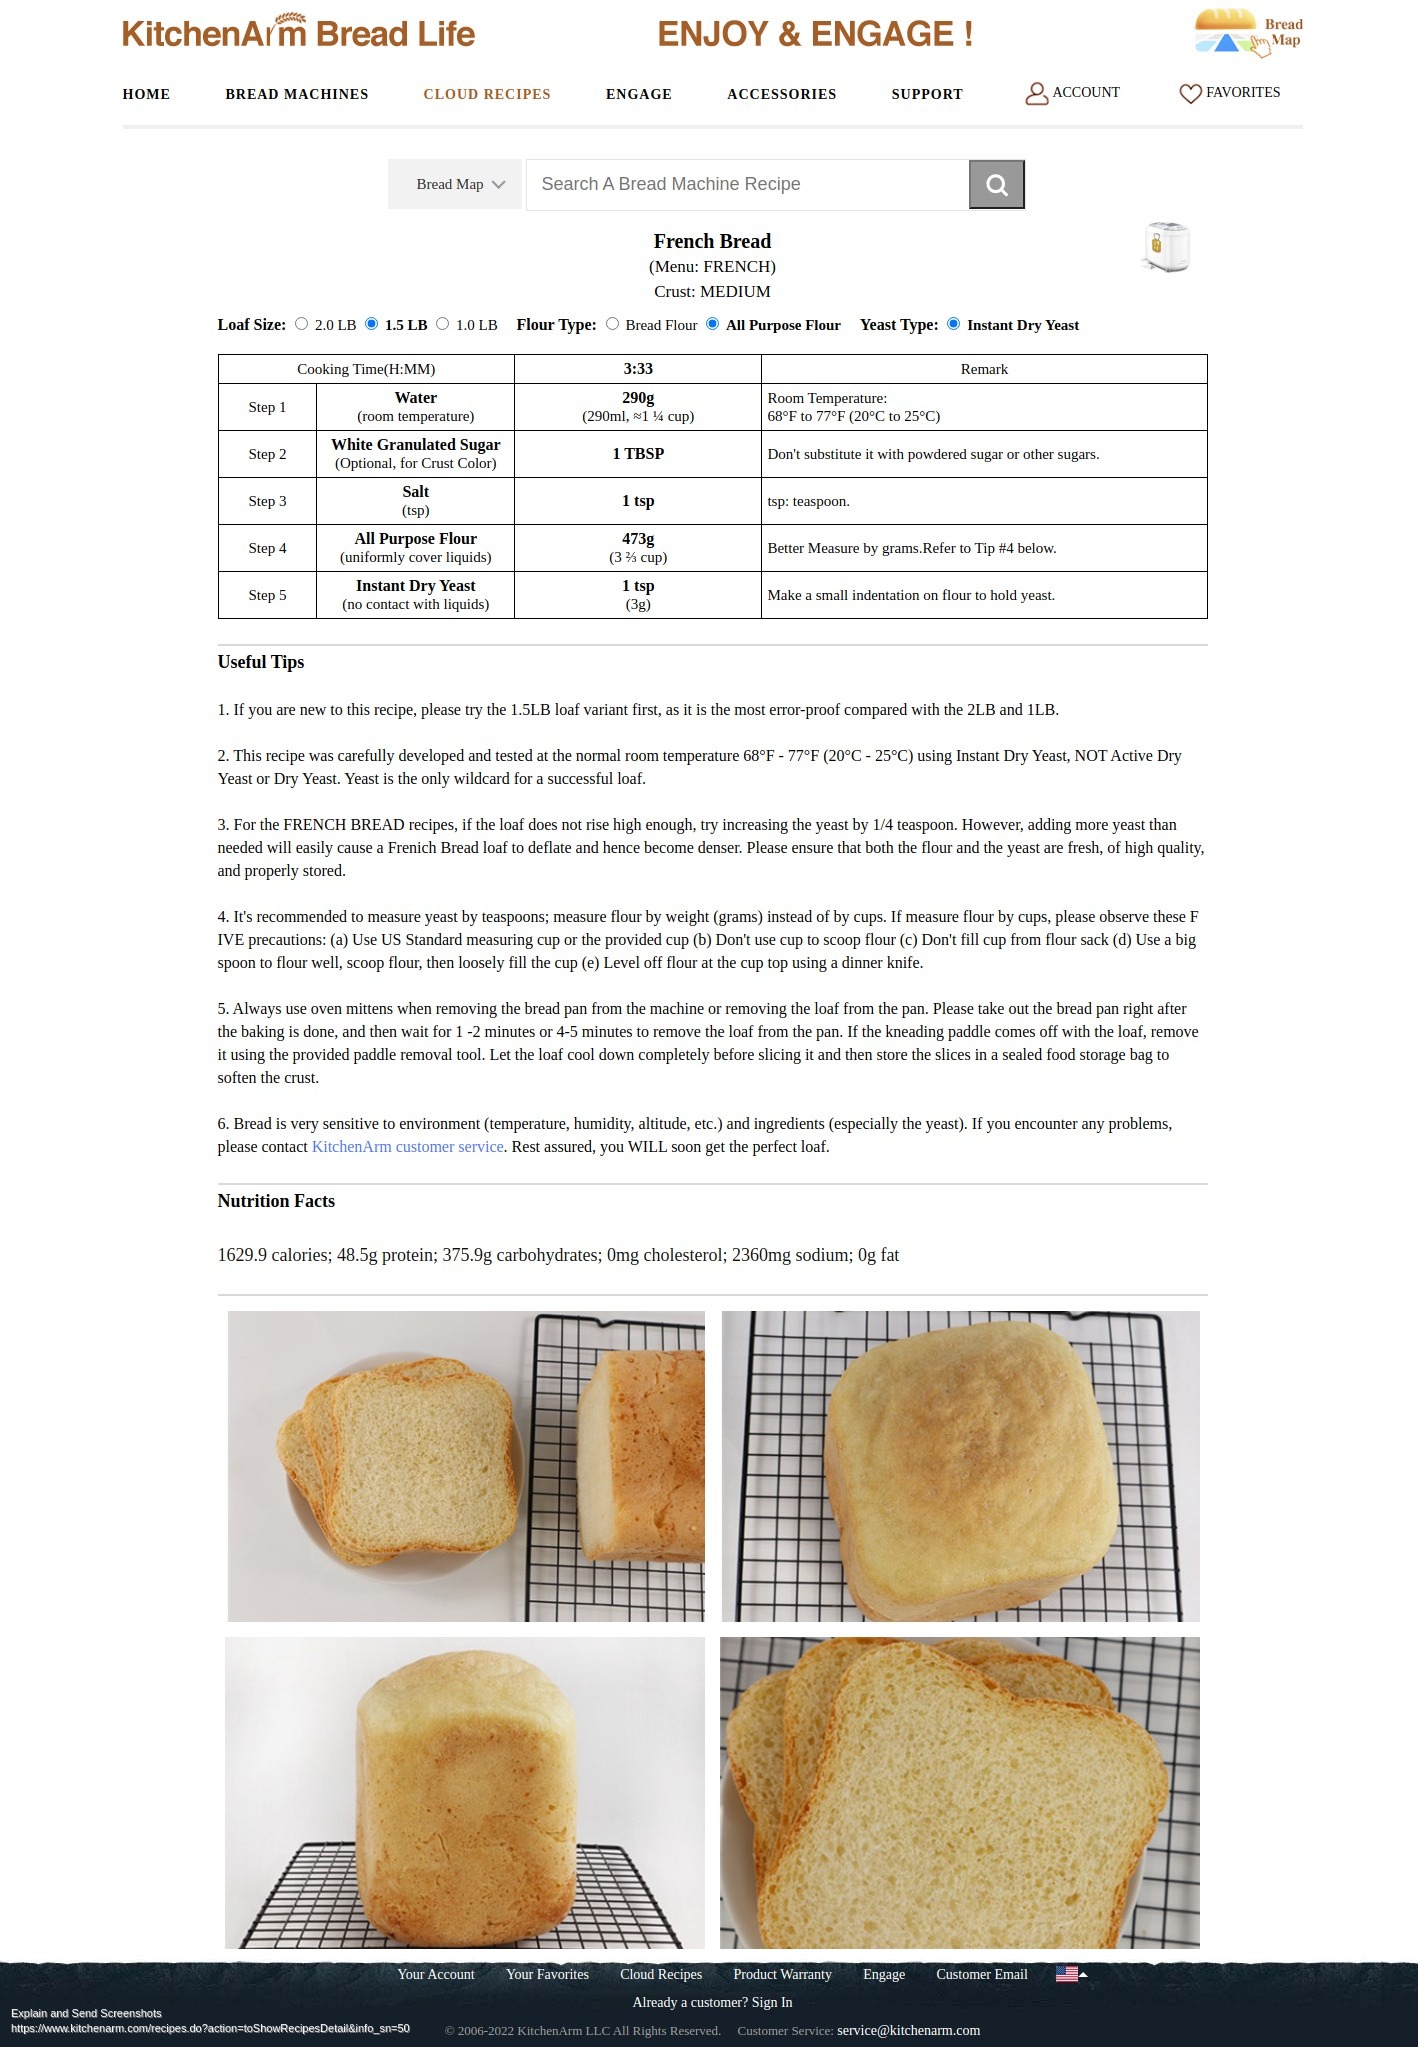 KitchenArm Bread Life
ENJOY & ENGAGE !
Bread
Map
HOME BREAD MACHINES CLOUD RECIPES ENGAGE ACCESSORIES SUPPORT ACCOUNT FAVORITES
Bread Map Search A Bread Machine Recipe
French Bread
(Menu: FRENCH)
Crust: MEDIUM
Loaf Size: 2.0 LB 1.5 LB 1.0 LB Flour Type: Bread Flour All Purpose Flour Yeast Type: Instant Dry Yeast
Cooking Time(H:MM) 3:33 Remark
Step 1 Water (room temperature) 290g (290ml, ≈1 ¼ cup) Room Temperature: 68°F to 77°F (20°C to 25°C)
Step 2 White Granulated Sugar (Optional, for Crust Color) 1 TBSP Don't substitute it with powdered sugar or other sugars.
Step 3 Salt (tsp) 1 tsp tsp: teaspoon.
Step 4 All Purpose Flour (uniformly cover liquids) 473g (3 ⅔ cup) Better Measure by grams.Refer to Tip #4 below.
Step 5 Instant Dry Yeast (no contact with liquids) 1 tsp (3g) Make a small indentation on flour to hold yeast.
Useful Tips
1. If you are new to this recipe, please try the 1.5LB loaf variant first, as it is the most error-proof compared with the 2LB and 1LB.
2. This recipe was carefully developed and tested at the normal room temperature 68°F - 77°F (20°C - 25°C) using Instant Dry Yeast, NOT Active Dry
Yeast or Dry Yeast. Yeast is the only wildcard for a successful loaf.
3. For the FRENCH BREAD recipes, if the loaf does not rise high enough, try increasing the yeast by 1/4 teaspoon. However, adding more yeast than
needed will easily cause a Frenich Bread loaf to deflate and hence become denser. Please ensure that both the flour and the yeast are fresh, of high quality,
and properly stored.
4. It's recommended to measure yeast by teaspoons; measure flour by weight (grams) instead of by cups. If measure flour by cups, please observe these F
IVE precautions: (a) Use US Standard measuring cup or the provided cup (b) Don't use cup to scoop flour (c) Don't fill cup from flour sack (d) Use a big
spoon to flour well, scoop flour, then loosely fill the cup (e) Level off flour at the cup top using a dinner knife.
5. Always use oven mittens when removing the bread pan from the machine or removing the loaf from the pan. Please take out the bread pan right after
the baking is done, and then wait for 1 -2 minutes or 4-5 minutes to remove the loaf from the pan. If the kneading paddle comes off with the loaf, remove
it using the provided paddle removal tool. Let the loaf cool down completely before slicing it and then store the slices in a sealed food storage bag to
soften the crust.
6. Bread is very sensitive to environment (temperature, humidity, altitude, etc.) and ingredients (especially the yeast). If you encounter any problems,
please contact KitchenArm customer service. Rest assured, you WILL soon get the perfect loaf.
Nutrition Facts
1629.9 calories; 48.5g protein; 375.9g carbohydrates; 0mg cholesterol; 2360mg sodium; 0g fat
Your Account Your Favorites Cloud Recipes Product Warranty Engage Customer Email
Already a customer? Sign In
Explain and Send Screenshots
https://www.kitchenarm.com/recipes.do?action=toShowRecipesDetail&info_sn=50
© 2006-2022 KitchenArm LLC All Rights Reserved. Customer Service: service@kitchenarm.com